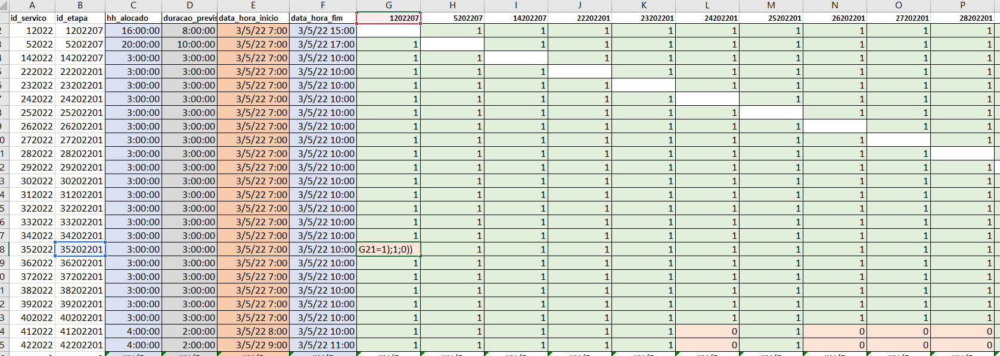 A B C D E F G H I J K L M N O P
id_servico id_etapa hh_alocado duracao_previs data_hora_inicio data_hora_fim 1202207 5202207 14202207 22202201 23202201 24202201 25202201 26202201 27202201 28202201
2 12022 1202207 16:00:00 8:00:00 3/5/22 7:00 3/5/22 15:00 1 1 1 1 1 1 1 1 1
52022 5202207 20:00:00 10:00:00 3/5/22 7:00 3/5/22 17:00 1 1 1 1 1 1 1 1 1
142022 14202207 3:00:00 3:00:00 3/5/22 7:00 3/5/22 10:00 1 1 1 1 1 1 1 1 1
222022 22202201 3:00:00 3:00:00 3/5/22 7:00 3/5/22 10:00 1 1 1 1 1 1 1 1 1
232022 23202201 3:00:00 3:00:00 3/5/22 7:00 3/5/22 10:00 1 1 1 1 1 1 1 1 1
242022 24202201 3:00:00 3:00:00 3/5/22 7:00 3/5/22 10:00 1 1 1 1 1 1 1 1 1
252022 25202201 3:00:00 3:00:00 3/5/22 7:00 3/5/22 10:00 1 1 1 1 1 1 1 1 1
262022 26202201 3:00:00 3:00:00 3/5/22 7:00 3/5/22 10:00 1 1 1 1 1 1 1 1 1
0 272022 27202201 3:00:00 3:00:00 3/5/22 7:00 3/5/22 10:00 1 1 1 1 1 1 1 1 1
1 282022 28202201 3:00:00 3:00:00 3/5/22 7:00 3/5/22 10:00 1 1 1 1 1 1 1 1 1
2 292022 29202201 3:00:00 3:00:00 3/5/22 7:00 3/5/22 10:00 1 1 1 1 1 1 1 1 1 1
3 302022 30202201 3:00:00 3:00:00 3/5/22 7:00 3/5/22 10:00 1 1 1 1 1 1 1 1 1 1
4 312022 31202201 3:00:00 3:00:00 3/5/22 7:00 3/5/22 10:00 1 1 1 1 1 1 1 1 1 1
5 322022 32202201 3:00:00 3:00:00 3/5/22 7:00 3/5/22 10:00 1 1 1 1 1 1 1 1 1 1
6 332022 33202201 3:00:00 3:00:00 3/5/22 7:00 3/5/22 10:00 1 1 1 1 1 1 1 1 1 1
7 342022 34202201 3:00:00 3:00:00 3/5/22 7:00 3/5/22 10:00 1 1 1 1 1 1 1 1 1 1
8 352022 35202201 3:00:00 3:00:00 3/5/22 7:00 3/5/22 10:00 G21=1);1;0)) 1 1 1 1 1 1 1 1 1
9 362022 36202201 3:00:00 3:00:00 3/5/22 7:00 3/5/22 10:00 1 1 1 1 1 1 1 1 1 1
0 372022 37202201 3:00:00 3:00:00 3/5/22 7:00 3/5/22 10:00 1 1 1 1 1 1 1 1 1 1
1 382022 38202201 3:00:00 3:00:00 3/5/22 7:00 3/5/22 10:00 1 1 1 1 1 1 1 1 1 1
2 392022 39202201 3:00:00 3:00:00 3/5/22 7:00 3/5/22 10:00 1 1 1 1 1 1 1 1 1 1
3 402022 40202201 3:00:00 3:00:00 3/5/22 7:00 3/5/22 10:00 1 1 1 1 1 1 1 1 1 1
4 412022 41202201 4:00:00 2:00:00 3/5/22 8:00 3/5/22 10:00 1 1 1 1 1 0 1 0 0 0
5 422022 42202201 4:00:00 2:00:00 3/5/22 9:00 3/5/22 11:00 1 1 1 1 1 0 1 0 0 0